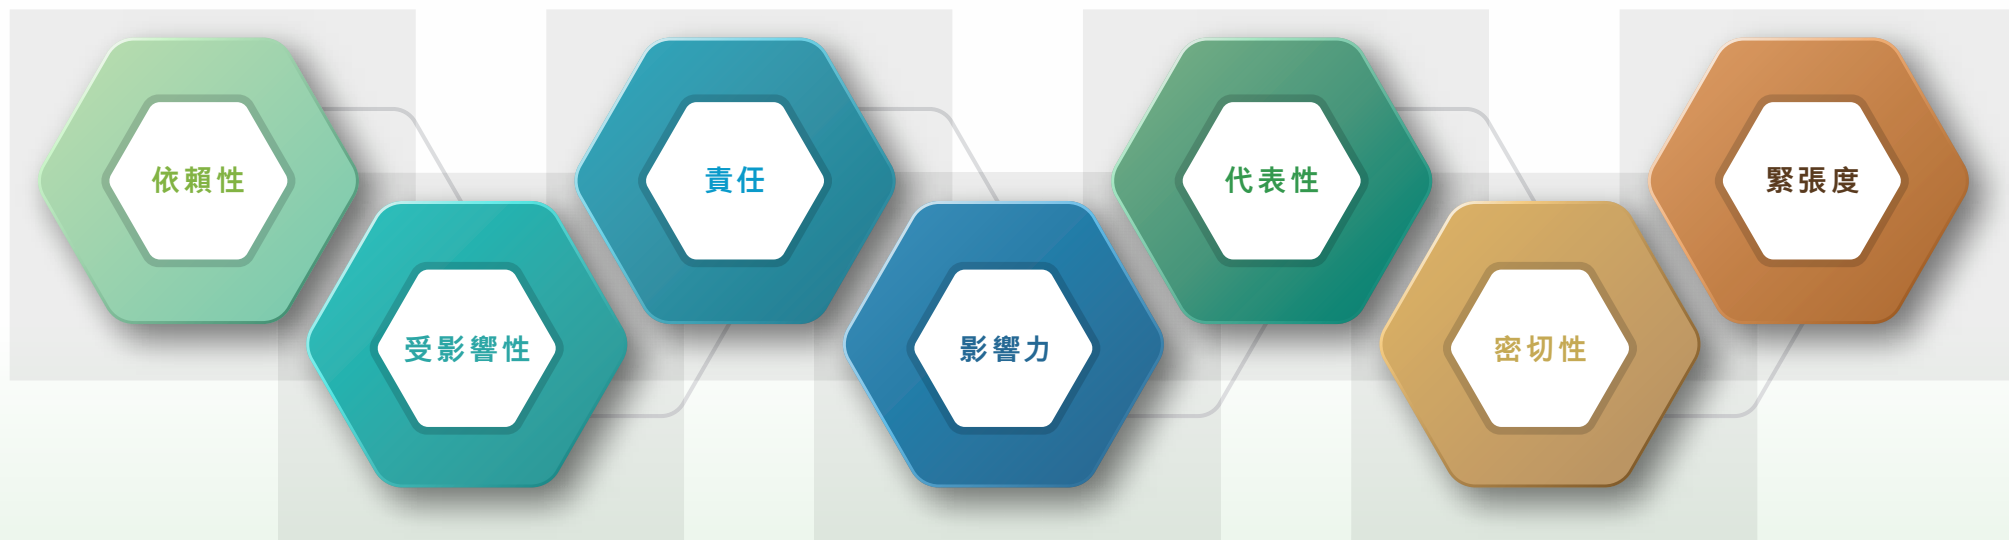 依賴性
受影響性
責任
影響力
代表性
密切性
緊張度